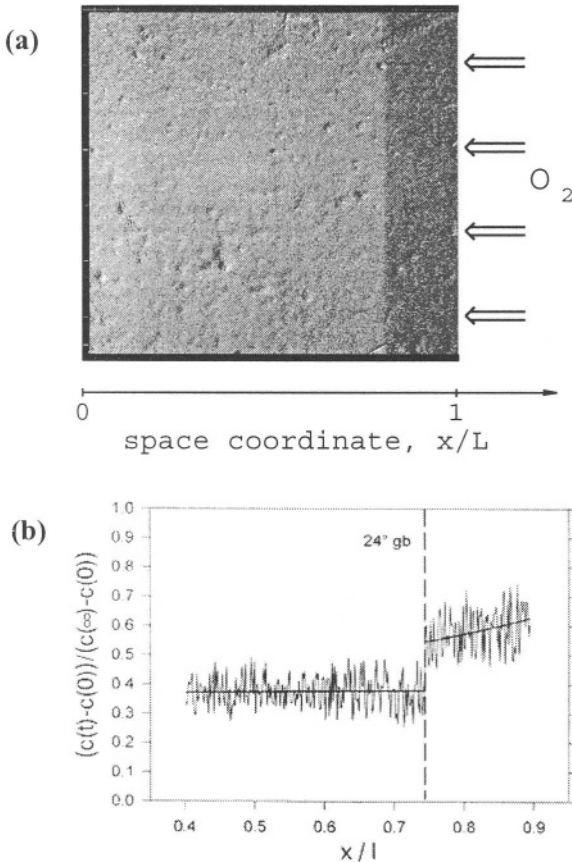 (a)
O 2
0 1
space coordinate, x/L
(b)
(c(t)-c(0))/(c(∞)-c(0))
1.0
0.9
0.8
0.7
0.6
0.5
0.4
0.3
0.2
0.1
0.0
24° gb
0.4 0.5 0.6 0.7 0.8 0.9
x/l